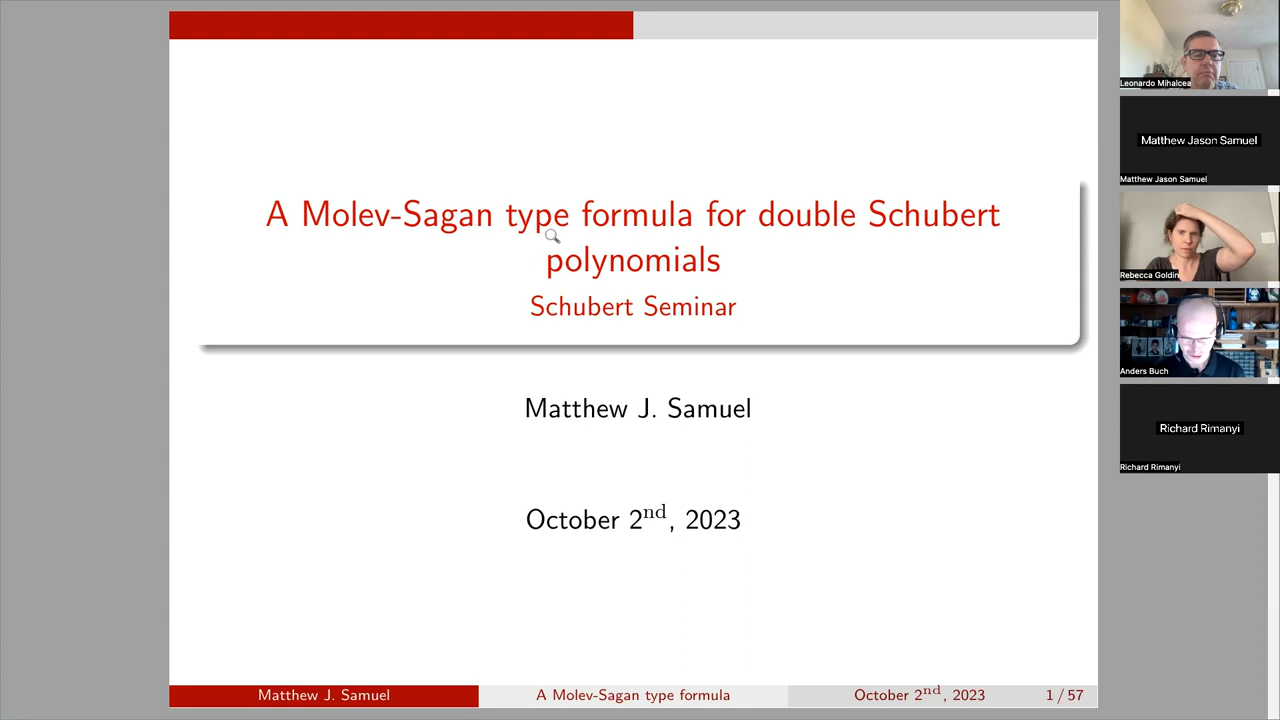 A Molev-Sagan type formula for double Schubert
polynomials
Schubert Seminar
Matthew J. Samuel
October 2nd, 2023
Matthew J. Samuel
A Molev-Sagan type formula
October 2nd, 2023
1 / 57
Leonardo Mihalcea
Matthew Jason Samuel
Matthew Jason Samuel
Rebecca Goldin
Anders Buch
Richard Rimanyi
Richard Rimanyi